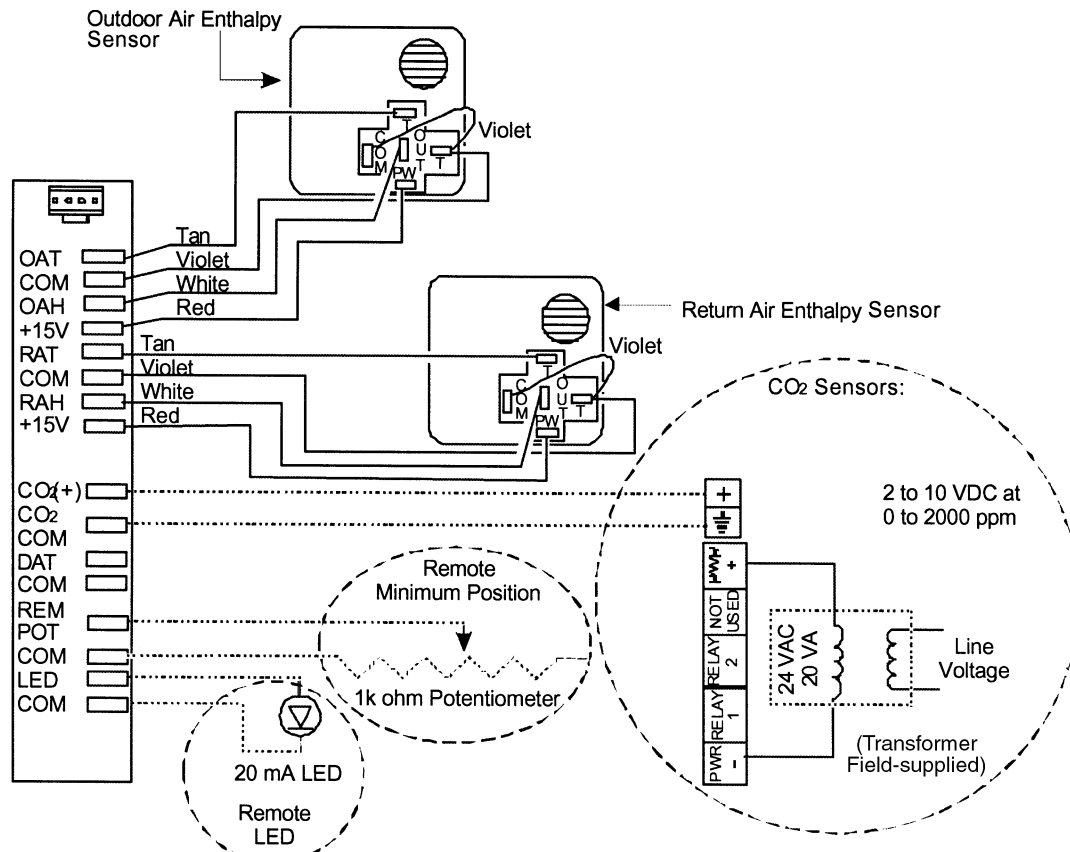 Outdoor Air Enthalpy
Sensor
T
COM
OUT
T
PW
Violet
OAT
COM
OAH
+15V
RAT
COM
RAH
+15V
CO2(+)
CO2
COM
DAT
COM
REM
POT
COM
LED
COM
Tan
Violet
White
Red
Tan
Violet
White
Red
Return Air Enthalpy Sensor
T
COM
OUT
T
PW
Violet
CO2 Sensors:
2 to 10 VDC at
0 to 2000 ppm
+
PWR +
NOT
USED
RELAY
2
RELAY
1
PWR -
24 VAC
20 VA
Line
Voltage
(Transformer
Field-supplied)
Remote
Minimum Position
1k ohm Potentiometer
20 mA LED
Remote
LED